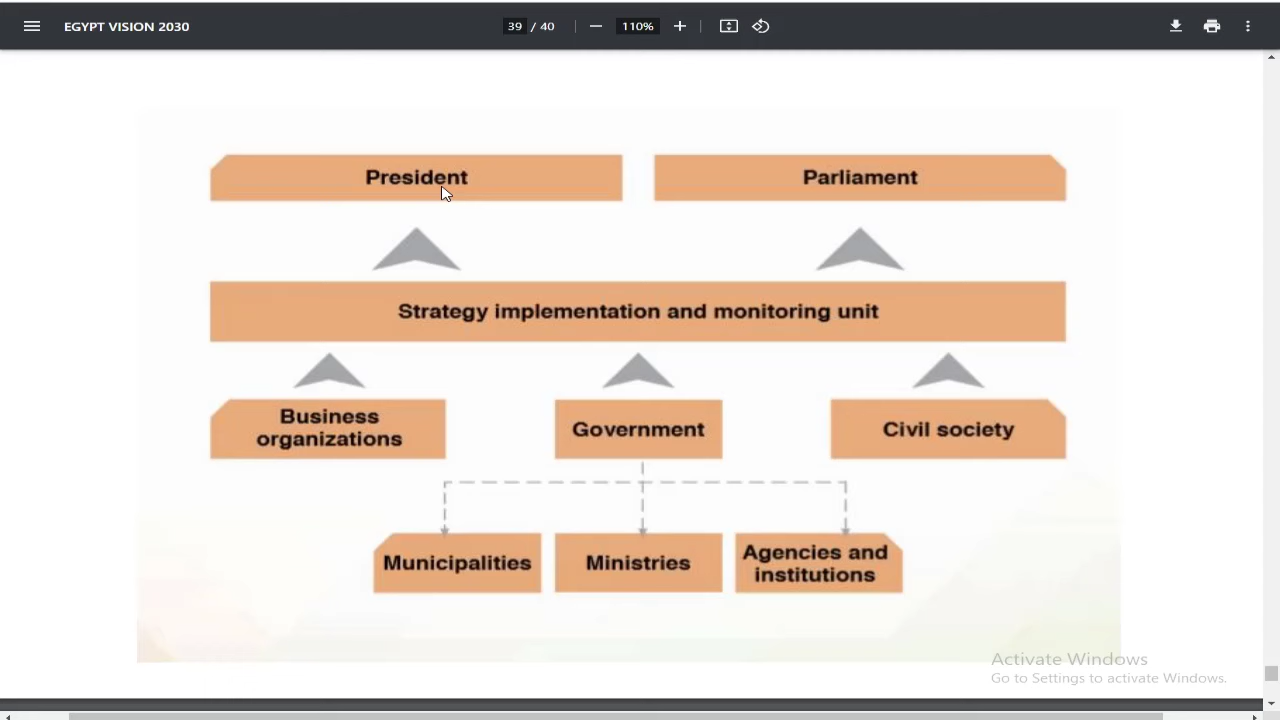 EGYPT VISION 2030
39 / 40
110%
President
Parliament
Strategy implementation and monitoring unit
Business
organizations
Government
Civil society
Municipalities
Ministries
Agencies and
institutions
Activate Windows
Go to Settings to activate Windows.